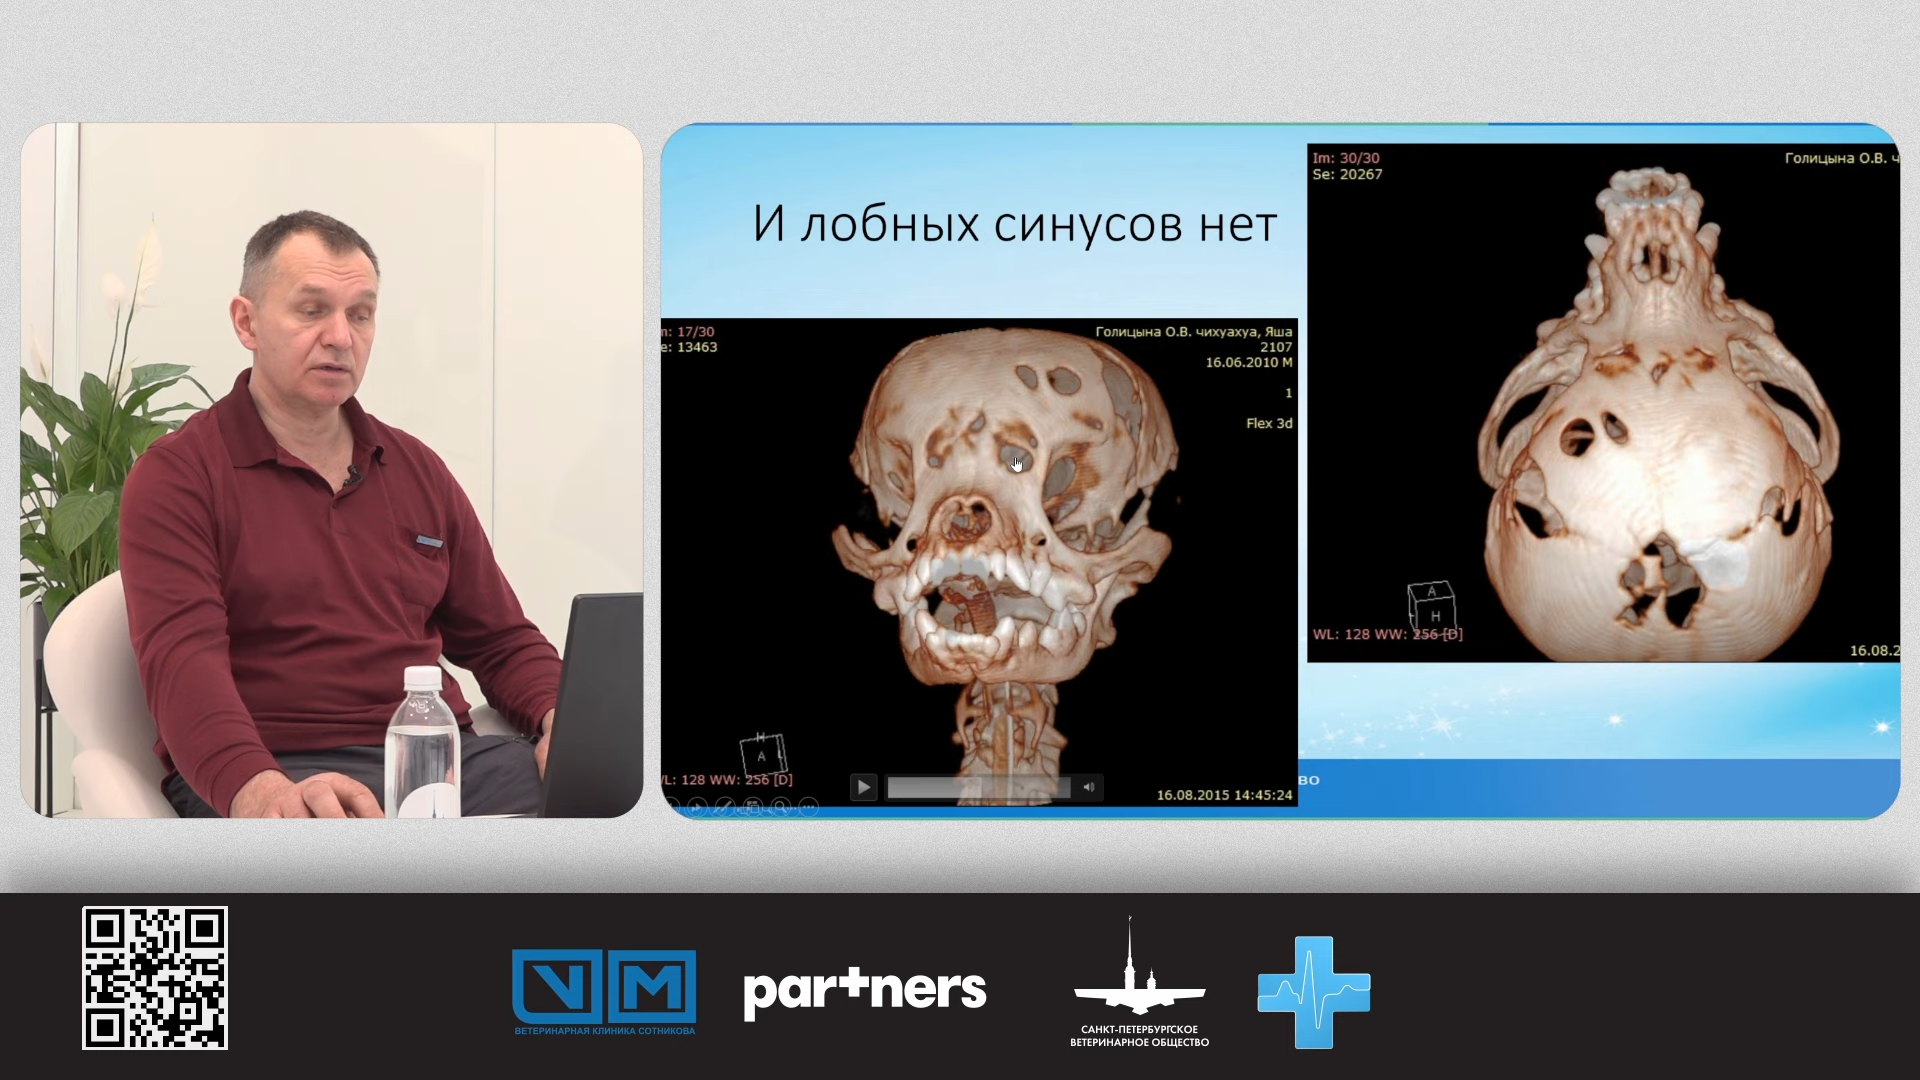 И лобных синусов нет
Im: 30/30
Se: 20267
Голицына О.В. ч
n: 17/30
e: 13463
Голицына О.В. чихуахуа, Яша
2107
16.06.2010 M
1
Flex 3d
A
H
WL: 128 WW: 256 [D]
16.08.2
H
A
/L: 128 WW: 256 [D]
16.08.2015 14:45:24
во
VM
ВЕТЕРИНАРНАЯ КЛИНИКА СОТНИКОВА
partners
САНКТ-ПЕТЕРБУРГСКОЕ
ВЕТЕРИНАРНОЕ ОБЩЕСТВО